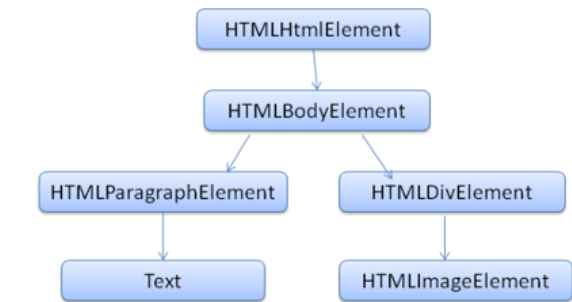 HTMLHtmlElement
HTMLBodyElement
HTMLParagraphElement
HTMLDivElement
Text
HTMLImageElement